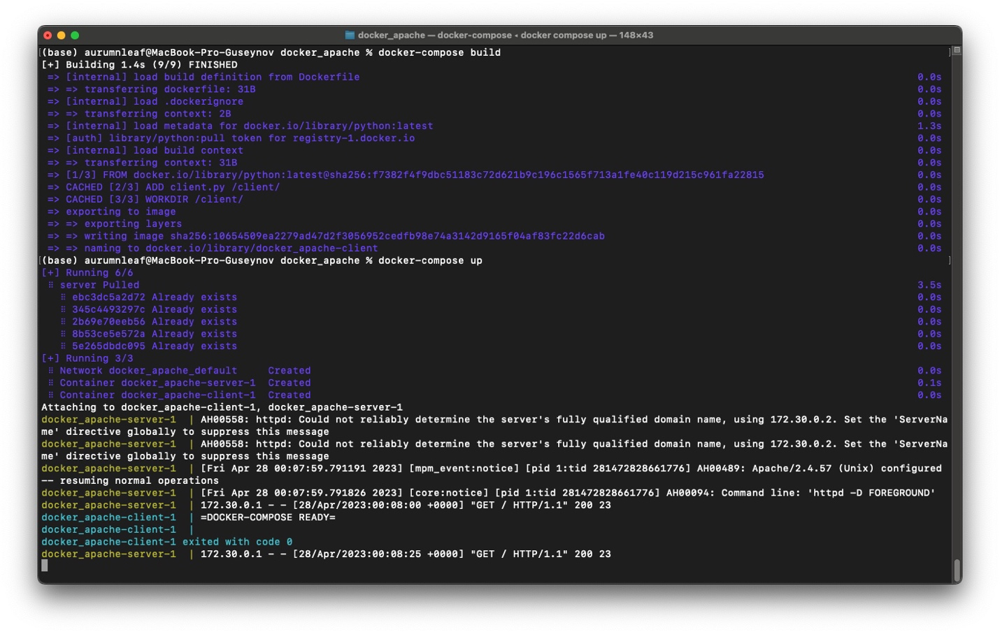 docker_apache — docker-compose ◂ docker compose up — 148×43
[(base) aurumnleaf@MacBook-Pro-Guseynov docker_apache % docker-compose build ]
[+] Building 1.4s (9/9) FINISHED
=> [internal] load build definition from Dockerfile 0.0s
=> => transferring dockerfile: 31B 0.0s
=> [internal] load .dockerignore 0.0s
=> => transferring context: 2B 0.0s
=> [internal] load metadata for docker.io/library/python:latest 1.3s
=> [auth] library/python:pull token for registry-1.docker.io 0.0s
=> [internal] load build context 0.0s
=> => transferring context: 31B 0.0s
=> [1/3] FROM docker.io/library/python:latest@sha256:f7382f4f9dbc51183c72d621b9c196c1565f713a1fe40c119d215c961fa22815 0.0s
=> CACHED [2/3] ADD client.py /client/ 0.0s
=> CACHED [3/3] WORKDIR /client/ 0.0s
=> exporting to image 0.0s
=> => exporting layers 0.0s
=> => writing image sha256:10654509ea2279ad47d2f3056952cedfb98e74a3142d9165f04af83fc22d6cab 0.0s
=> => naming to docker.io/library/docker_apache-client 0.0s
[(base) aurumnleaf@MacBook-Pro-Guseynov docker_apache % docker-compose up ]
[+] Running 6/6
⠿ server Pulled 3.5s
⠿ ebc3dc5a2d72 Already exists 0.0s
⠿ 345c4493297c Already exists 0.0s
⠿ 2b69e70eeb56 Already exists 0.0s
⠿ 8b53ce5e572a Already exists 0.0s
⠿ 5e265dbdc095 Already exists 0.0s
[+] Running 3/3
⠿ Network docker_apache_default Created 0.0s
⠿ Container docker_apache-server-1 Created 0.1s
⠿ Container docker_apache-client-1 Created 0.0s
Attaching to docker_apache-client-1, docker_apache-server-1
docker_apache-server-1 | AH00558: httpd: Could not reliably determine the server's fully qualified domain name, using 172.30.0.2. Set the 'ServerNa
me' directive globally to suppress this message
docker_apache-server-1 | AH00558: httpd: Could not reliably determine the server's fully qualified domain name, using 172.30.0.2. Set the 'ServerNa
me' directive globally to suppress this message
docker_apache-server-1 | [Fri Apr 28 00:07:59.791191 2023] [mpm_event:notice] [pid 1:tid 281472828661776] AH00489: Apache/2.4.57 (Unix) configured
-- resuming normal operations
docker_apache-server-1 | [Fri Apr 28 00:07:59.791826 2023] [core:notice] [pid 1:tid 281472828661776] AH00094: Command line: 'httpd -D FOREGROUND'
docker_apache-server-1 | 172.30.0.1 - - [28/Apr/2023:00:08:00 +0000] "GET / HTTP/1.1" 200 23
docker_apache-client-1 | =DOCKER-COMPOSE READY=
docker_apache-client-1 |
docker_apache-client-1 exited with code 0
docker_apache-server-1 | 172.30.0.1 - - [28/Apr/2023:00:08:25 +0000] "GET / HTTP/1.1" 200 23